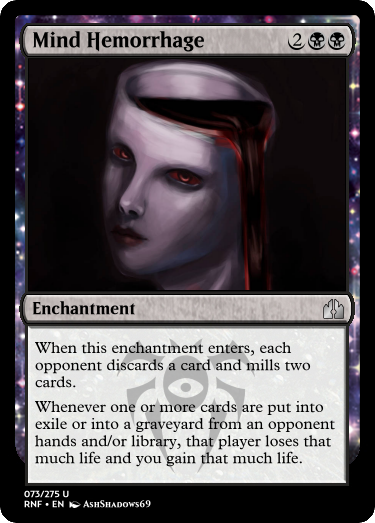 Mind Hemorrhage 2
Enchantment
When this enchantment enters, each
opponent discards a card and mills two
cards.
Whenever one or more cards are put into
exile or into a graveyard from an opponent
hands and/or library, that player loses that
much life and you gain that much life.
073/275 U
RNF • EN AshShadows69